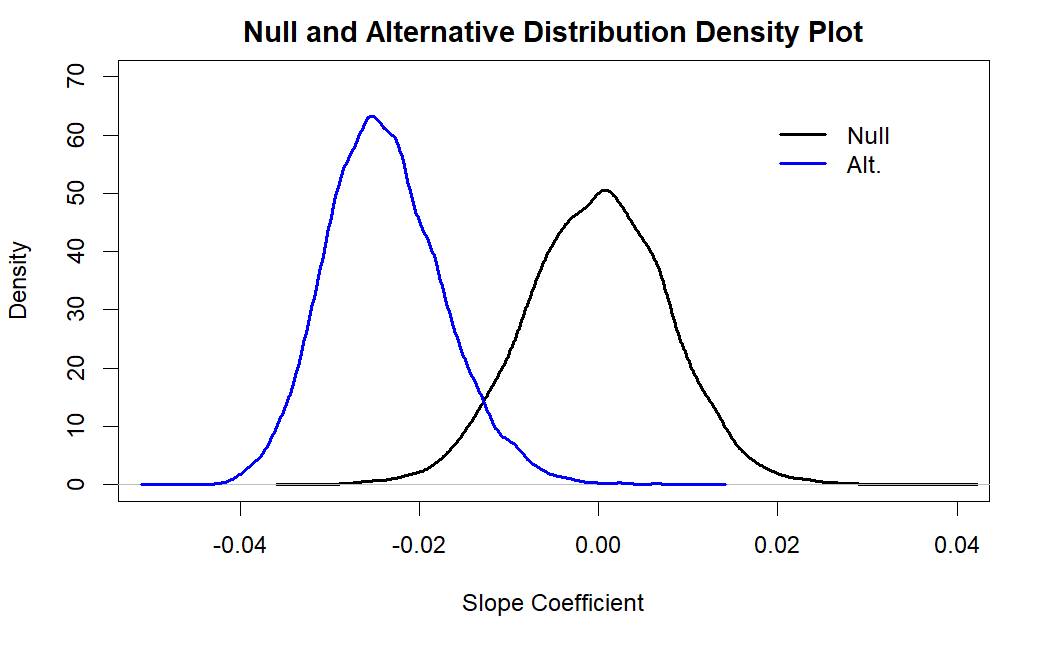 Null and Alternative Distribution Density Plot
70
60
50
40
30
20
10
0
Density
Null
Alt.
-0.04 -0.02 0.00 0.02 0.04
Slope Coefficient